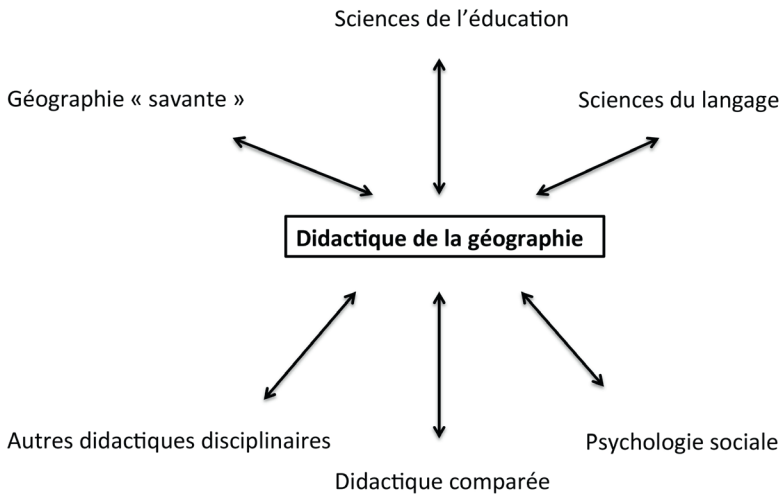 Sciences de l’éducation
Géographie « savante »
Sciences du langage
Didactique de la géographie
Autres didactiques disciplinaires
Psychologie sociale
Didactique comparée